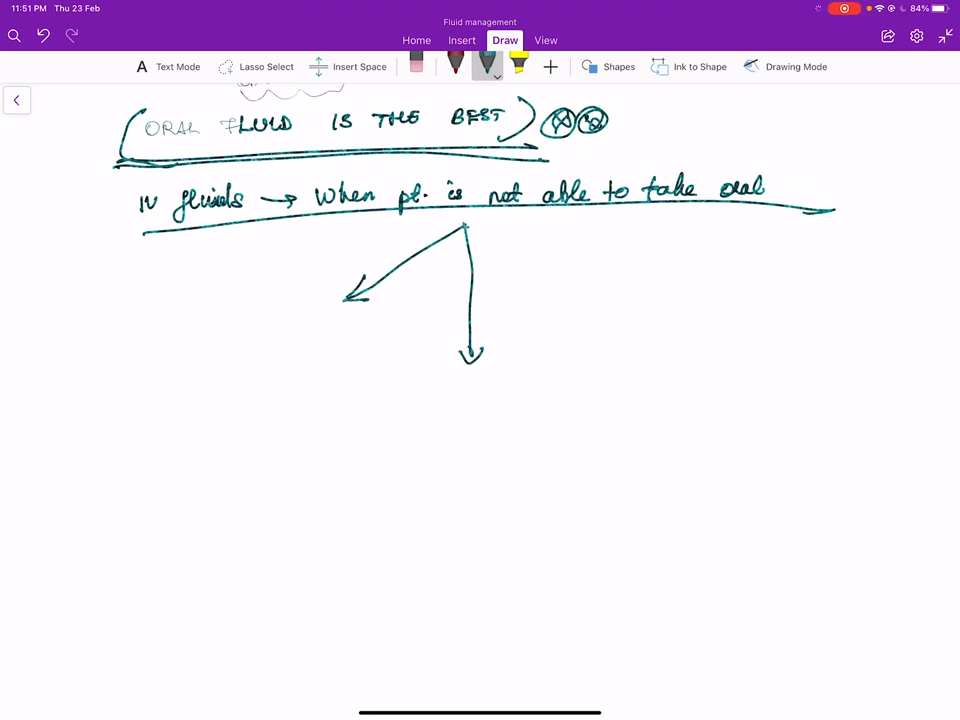 11:51 PM Thu 23 Feb
84%
Fluid management
Home Insert Draw View
A Text Mode Lasso Select Insert Space Shapes Ink to Shape Drawing Mode
(ORAL FLUID IS THE BEST)
IV fluids → When pt. is not able to take oral